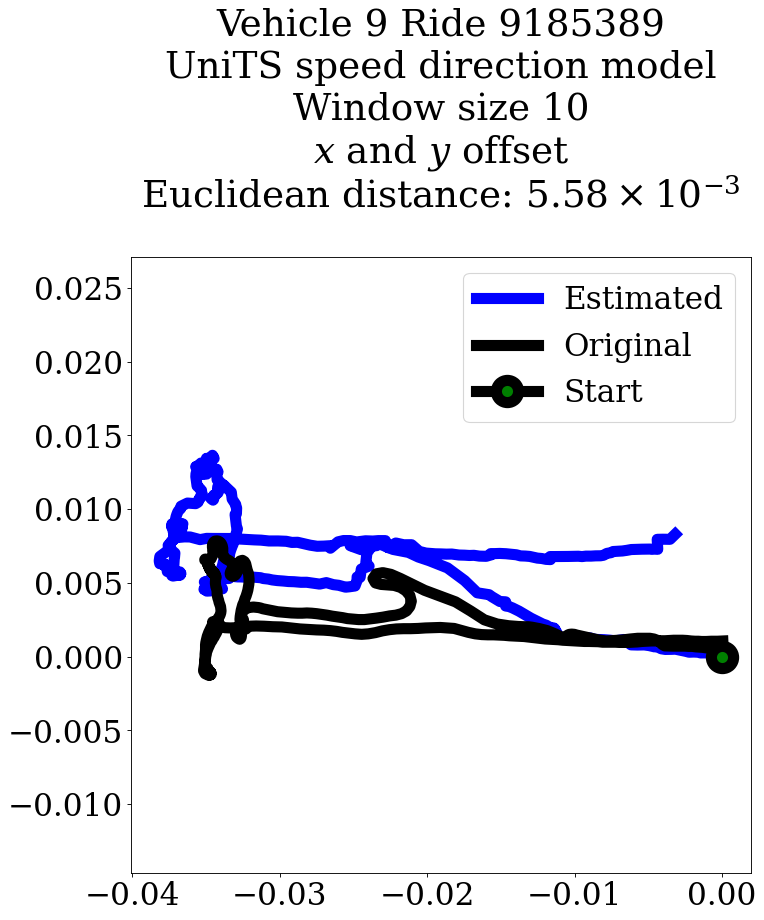 Vehicle 9 Ride 9185389
UniTS speed direction model
Window size 10
x and y offset
Euclidean distance: 5.58 × 10⁻³
Estimated
Original
Start
0.025
0.020
0.015
0.010
0.005
0.000
−0.005
−0.010
−0.04 −0.03 −0.02 −0.01 0.00